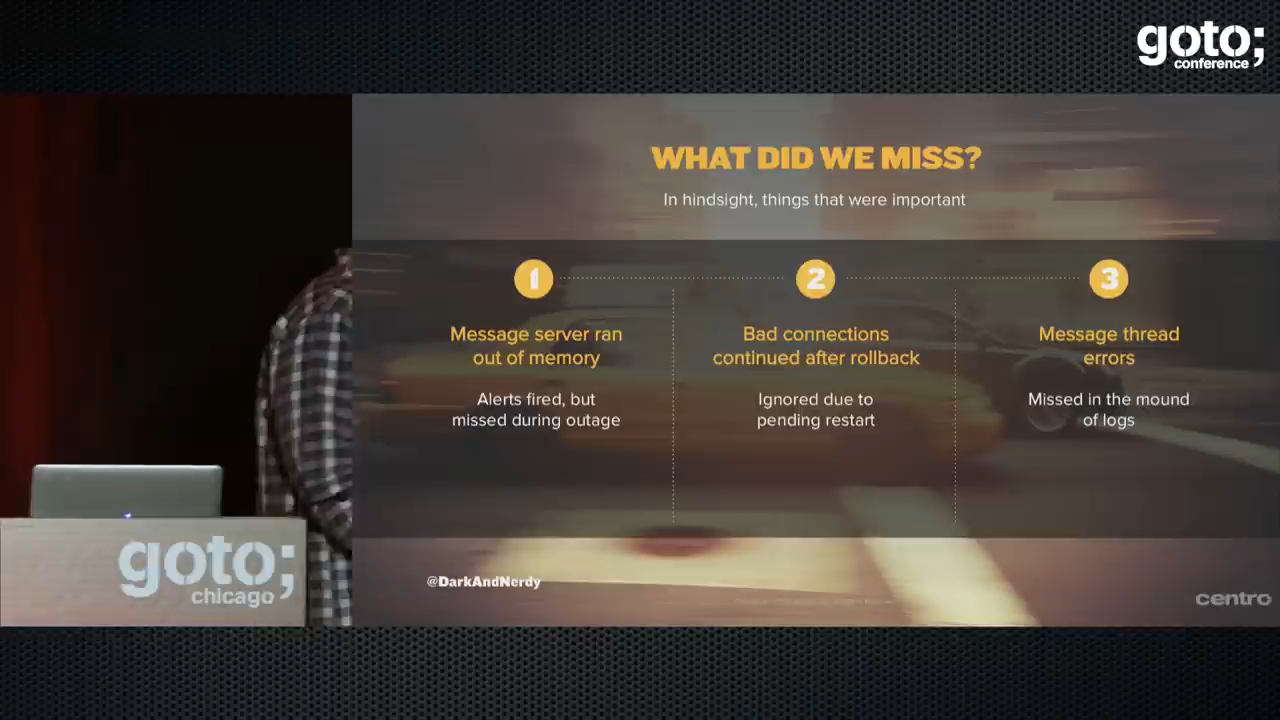 goto;
conference
WHAT DID WE MISS?
In hindsight, things that were important
1
2
3
Message server ran
out of memory
Alerts fired, but
missed during outage
Bad connections
continued after rollback
Ignored due to
pending restart
Message thread
errors
Missed in the mound
of logs
@DarkAndNerdy
centro
goto;
chicago